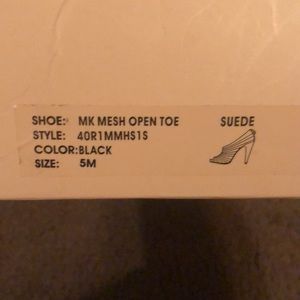 SHOE: MK MESH OPEN TOE SUEDE
STYLE: 40R1MMHS1S
COLOR:BLACK
SIZE: 5M